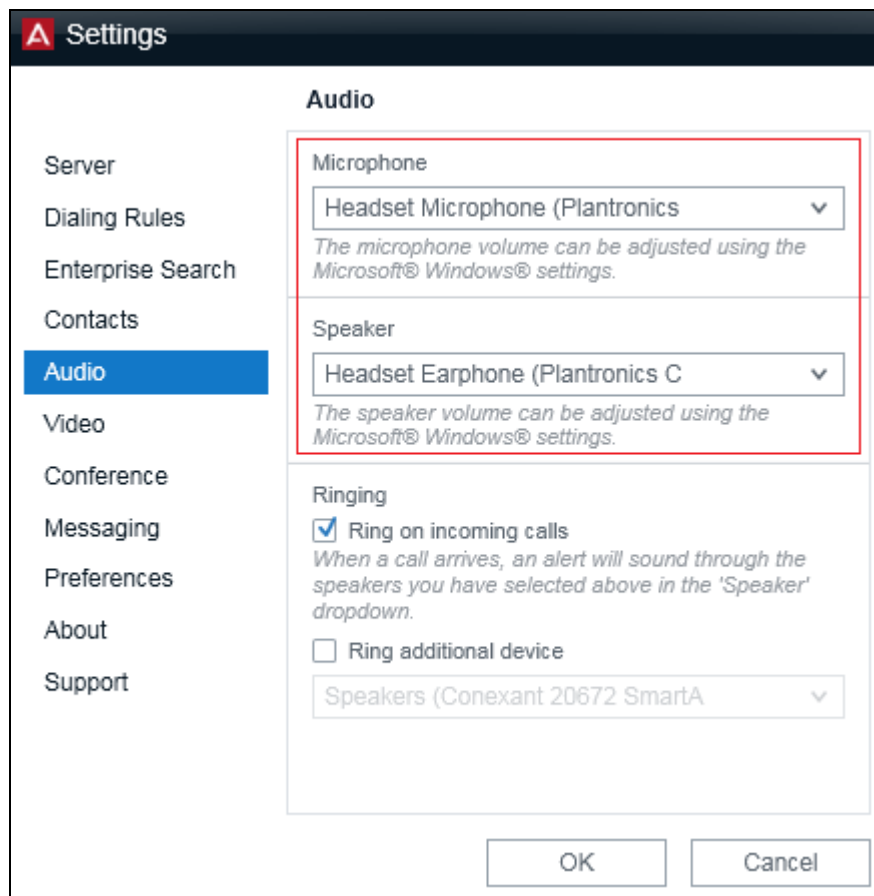 Settings
Audio
Server
Dialing Rules
Enterprise Search
Contacts
Audio
Video
Conference
Messaging
Preferences
About
Support
Microphone
Headset Microphone (Plantronics
The microphone volume can be adjusted using the
Microsoft® Windows® settings.
Speaker
Headset Earphone (Plantronics C
The speaker volume can be adjusted using the
Microsoft® Windows® settings.
Ringing
Ring on incoming calls
When a call arrives, an alert will sound through the
speakers you have selected above in the 'Speaker'
dropdown.
Ring additional device
Speakers (Conexant 20672 SmartA
OK
Cancel